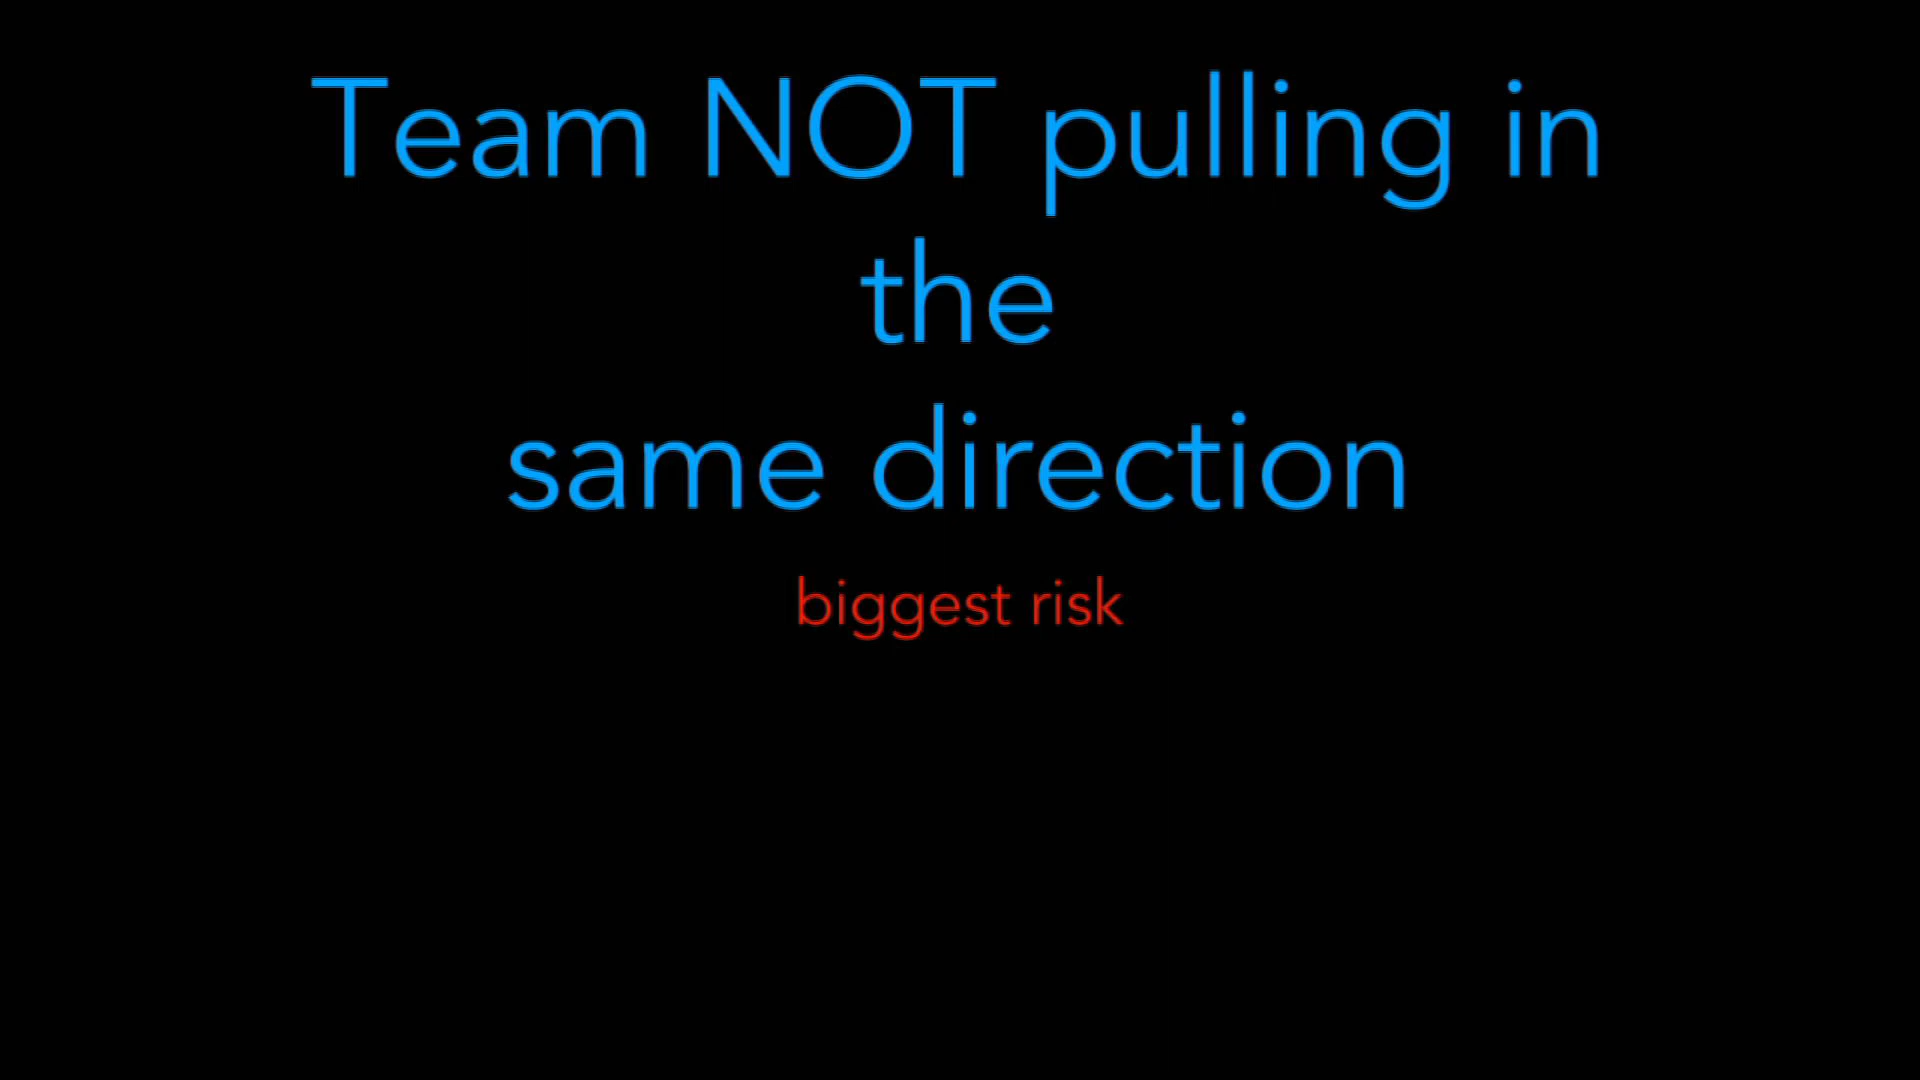 Team NOT pulling in
the
same direction
biggest risk